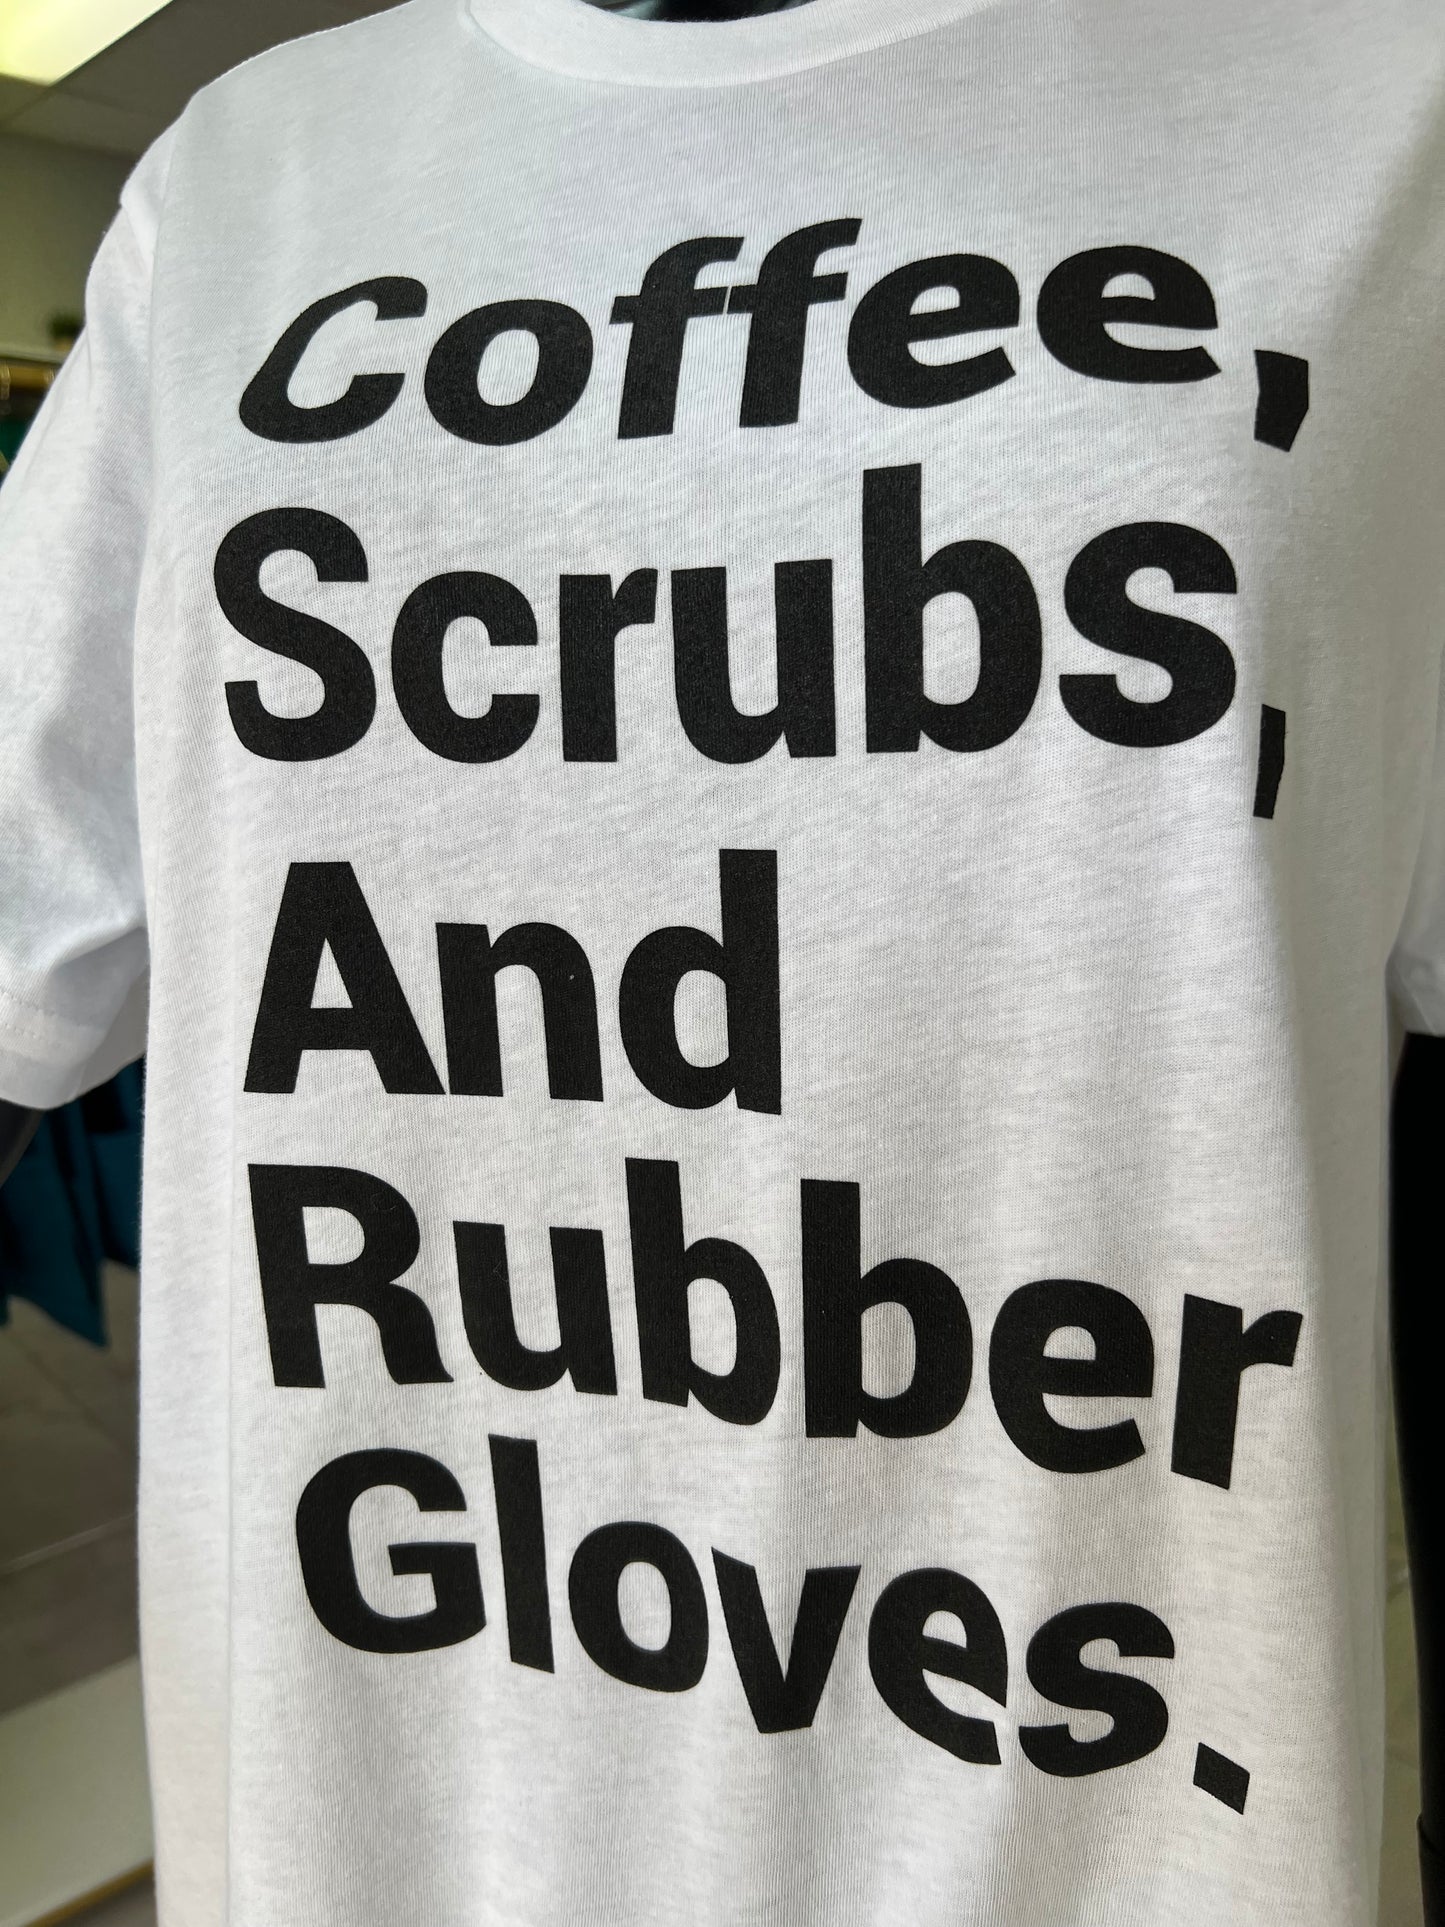 Coffee,
Scrubs,
And
Rubber
Gloves.